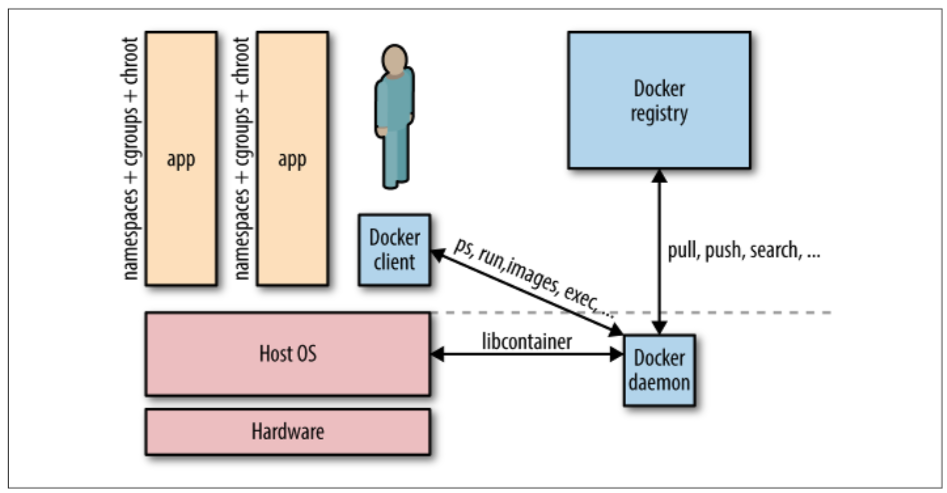 namespaces + cgroups + chroot
app
namespaces + cgroups + chroot
app
Docker
client
Docker
registry
ps, run,images, exec, ...
pull, push, search, ...
Host OS
libcontainer
Docker
daemon
Hardware